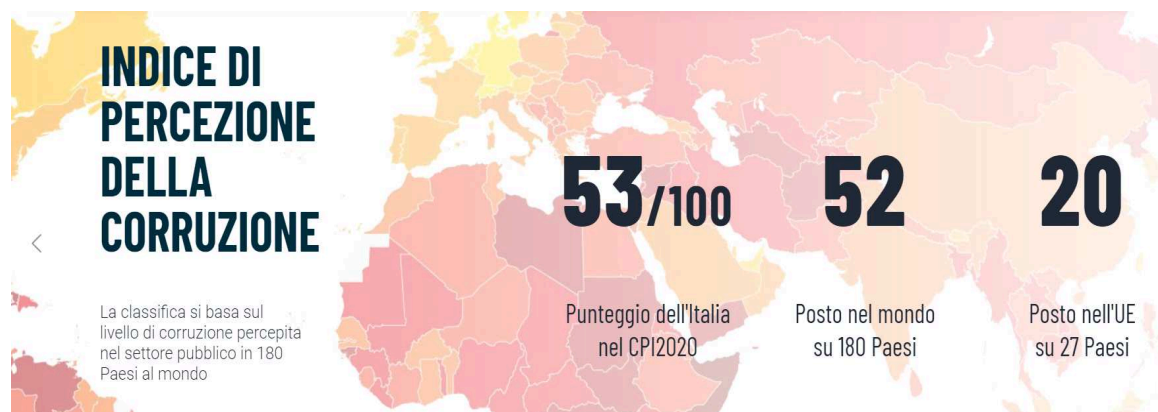 INDICE DI
PERCEZIONE
DELLA
CORRUZIONE
La classifica si basa sul
livello di corruzione percepita
nel settore pubblico in 180
Paesi al mondo
53/100
Punteggio dell'Italia
nel CPI2020
52
Posto nel mondo
su 180 Paesi
20
Posto nell'UE
su 27 Paesi